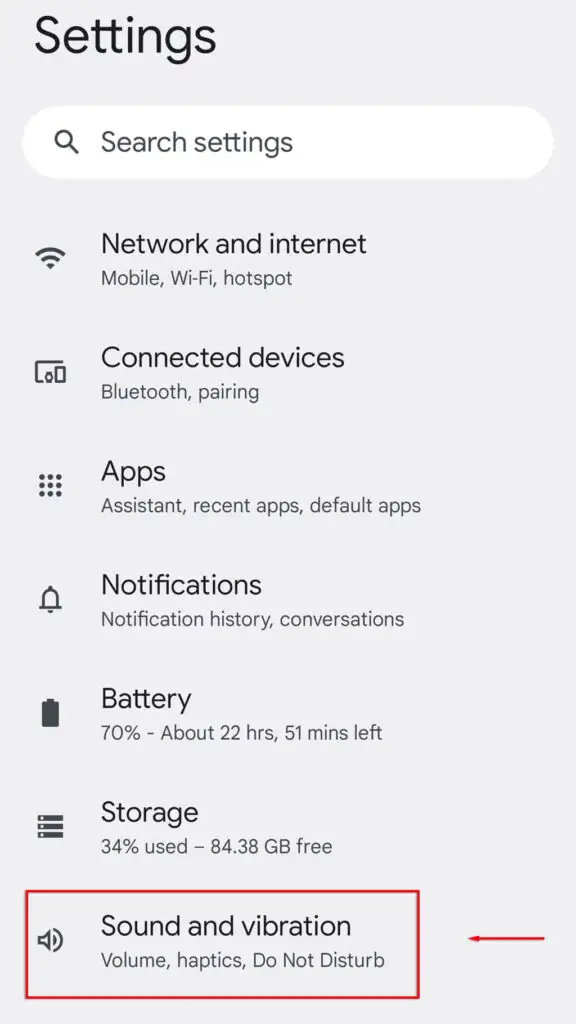 Settings
Search settings
Network and internet
Mobile, Wi-Fi, hotspot
Connected devices
Bluetooth, pairing
Apps
Assistant, recent apps, default apps
Notifications
Notification history, conversations
Battery
70% - About 22 hrs, 51 mins left
Storage
34% used – 84.38 GB free
Sound and vibration
Volume, haptics, Do Not Disturb